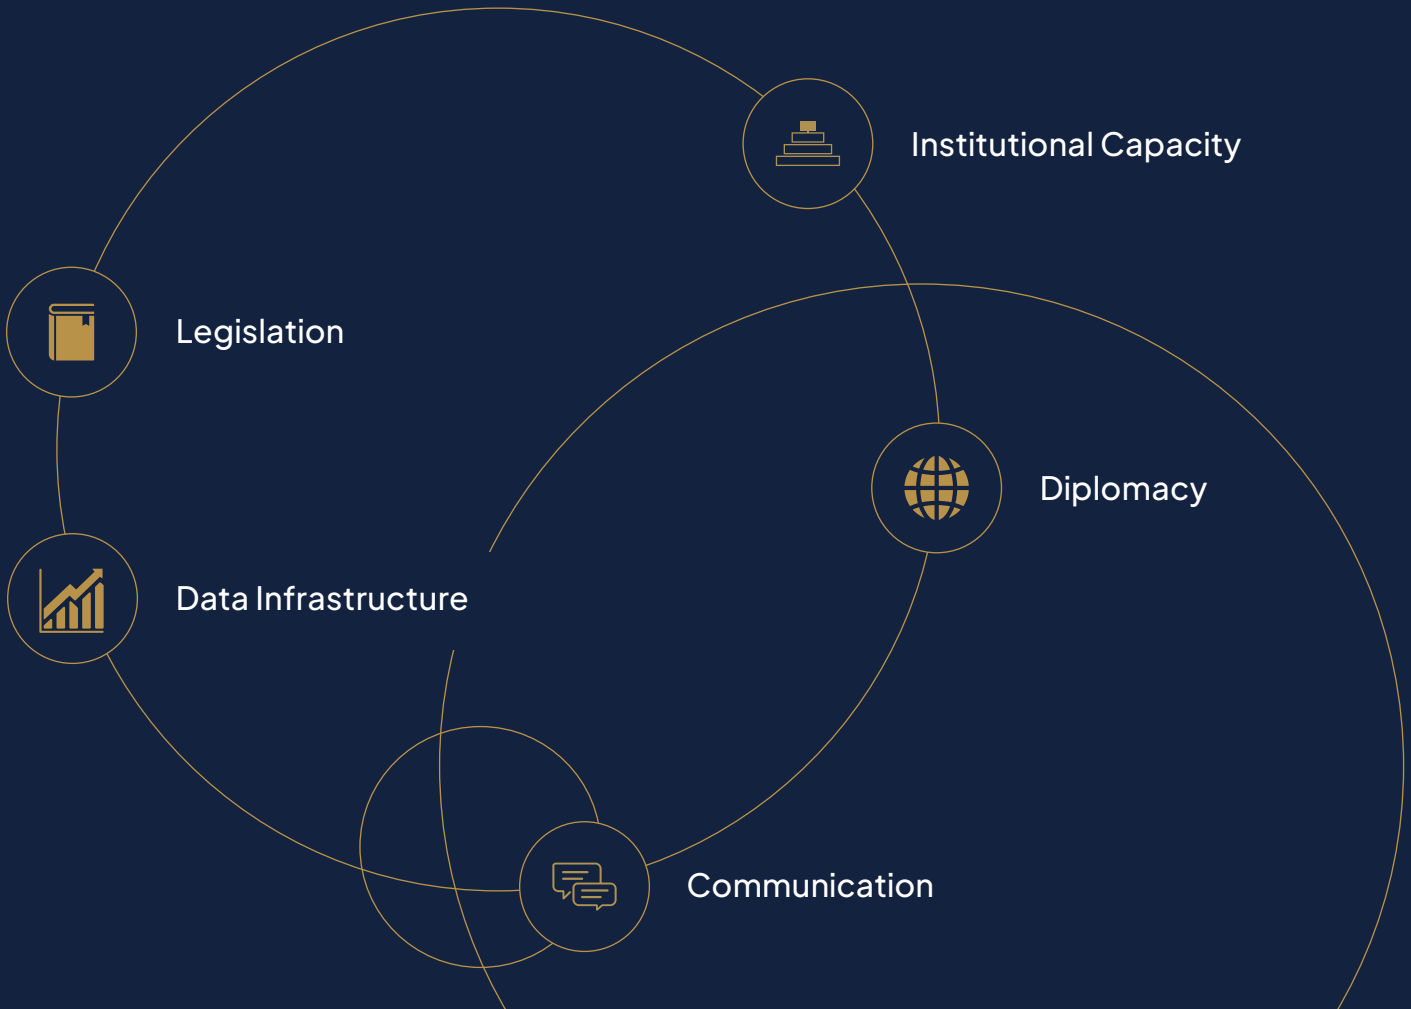 Institutional Capacity
Legislation
Diplomacy
Data Infrastructure
Communication